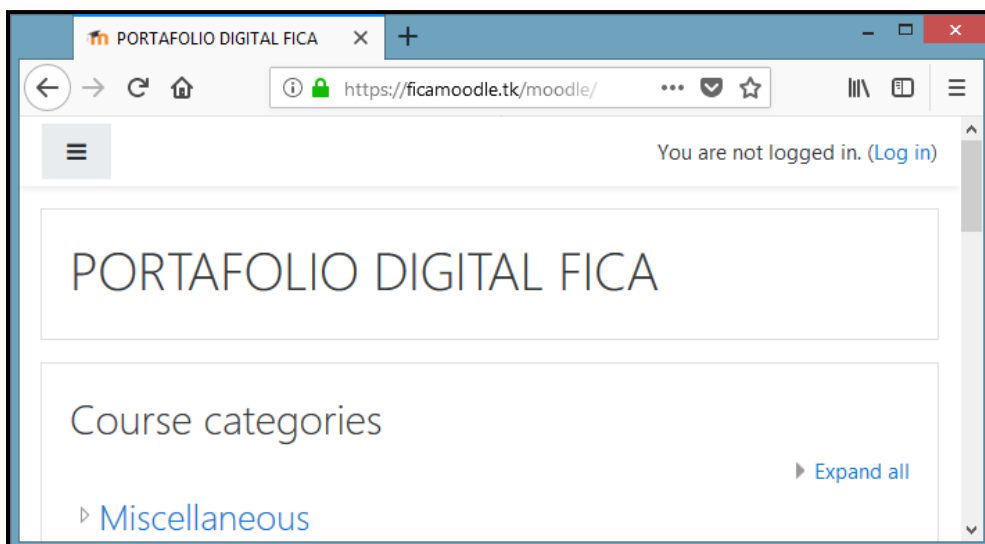 PORTAFOLIO DIGITAL FICA
https://ficamoodle.tk/moodle/
You are not logged in. (Log in)
PORTAFOLIO DIGITAL FICA
Course categories
Expand all
Miscellaneous